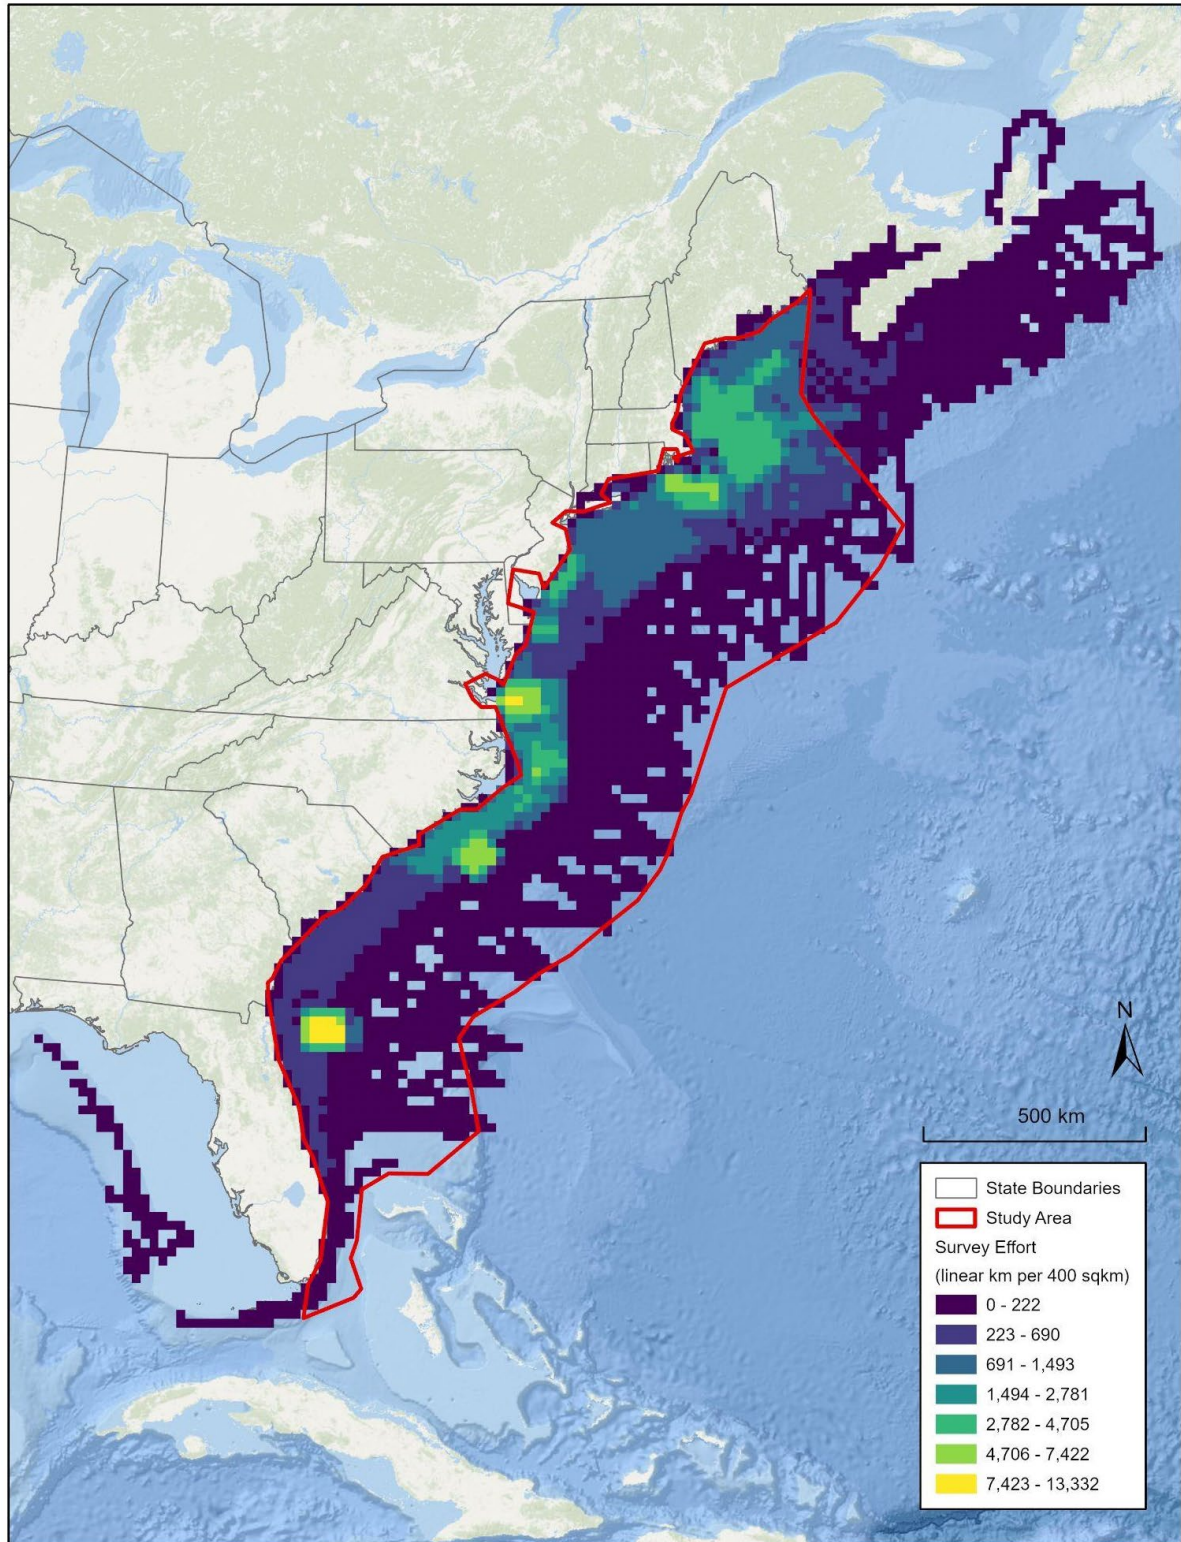 N
500 km
State Boundaries
Study Area
Survey Effort
(linear km per 400 sqkm)
0 - 222
223 - 690
691 - 1,493
1,494 - 2,781
2,782 - 4,705
4,706 - 7,422
7,423 - 13,332